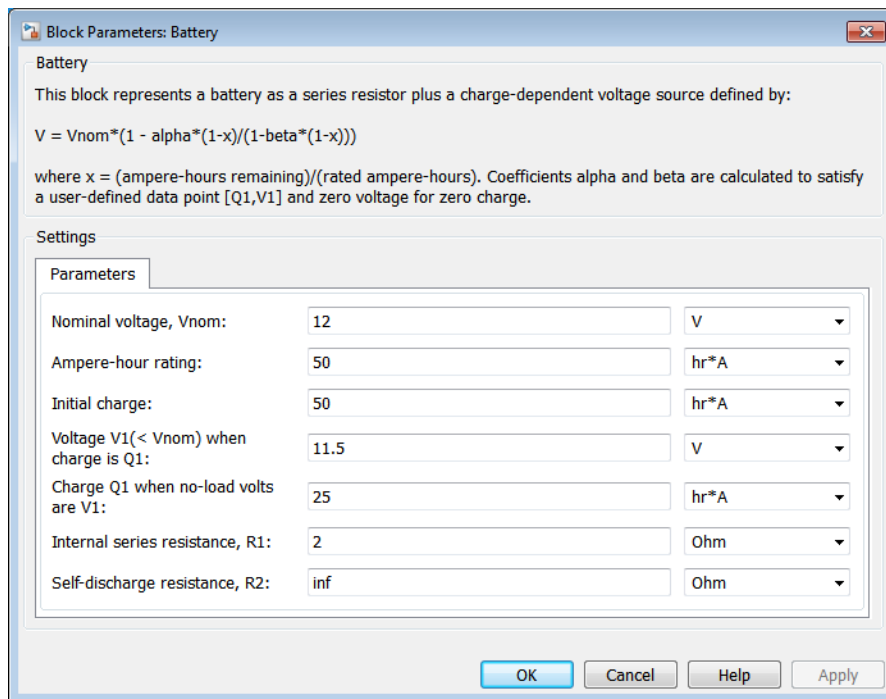 Block Parameters: Battery
Battery
This block represents a battery as a series resistor plus a charge-dependent voltage source defined by:
V = Vnom*(1 - alpha*(1-x)/(1-beta*(1-x)))
where x = (ampere-hours remaining)/(rated ampere-hours). Coefficients alpha and beta are calculated to satisfy
a user-defined data point [Q1,V1] and zero voltage for zero charge.
Settings
Parameters
Nominal voltage, Vnom: 12 V
Ampere-hour rating: 50 hr*A
Initial charge: 50 hr*A
Voltage V1(< Vnom) when
charge is Q1: 11.5 V
Charge Q1 when no-load volts
are V1: 25 hr*A
Internal series resistance, R1: 2 Ohm
Self-discharge resistance, R2: inf Ohm
OK Cancel Help Apply